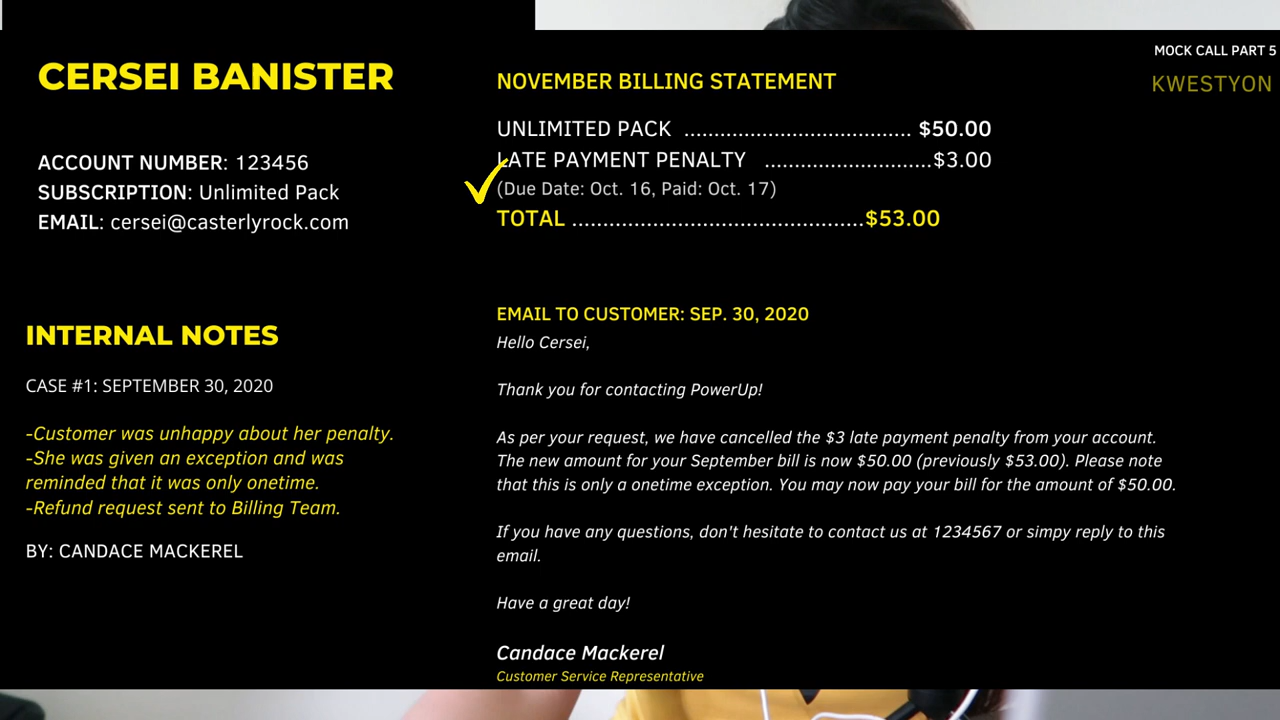 MOCK CALL PART 5
KWESTYON
CERSEI BANISTER
ACCOUNT NUMBER: 123456
SUBSCRIPTION: Unlimited Pack
EMAIL: cersei@casterlyrock.com
NOVEMBER BILLING STATEMENT
UNLIMITED PACK ..................................... $50.00
LATE PAYMENT PENALTY ...........................$3.00
(Due Date: Oct. 16, Paid: Oct. 17)
TOTAL ...............................................$53.00
INTERNAL NOTES
CASE #1: SEPTEMBER 30, 2020
-Customer was unhappy about her penalty.
-She was given an exception and was
reminded that it was only onetime.
-Refund request sent to Billing Team.
BY: CANDACE MACKEREL
EMAIL TO CUSTOMER: SEP. 30, 2020
Hello Cersei,
Thank you for contacting PowerUp!
As per your request, we have cancelled the $3 late payment penalty from your account.
The new amount for your September bill is now $50.00 (previously $53.00). Please note
that this is only a onetime exception. You may now pay your bill for the amount of $50.00.
If you have any questions, don't hesitate to contact us at 1234567 or simpy reply to this
email.
Have a great day!
Candace Mackerel
Customer Service Representative